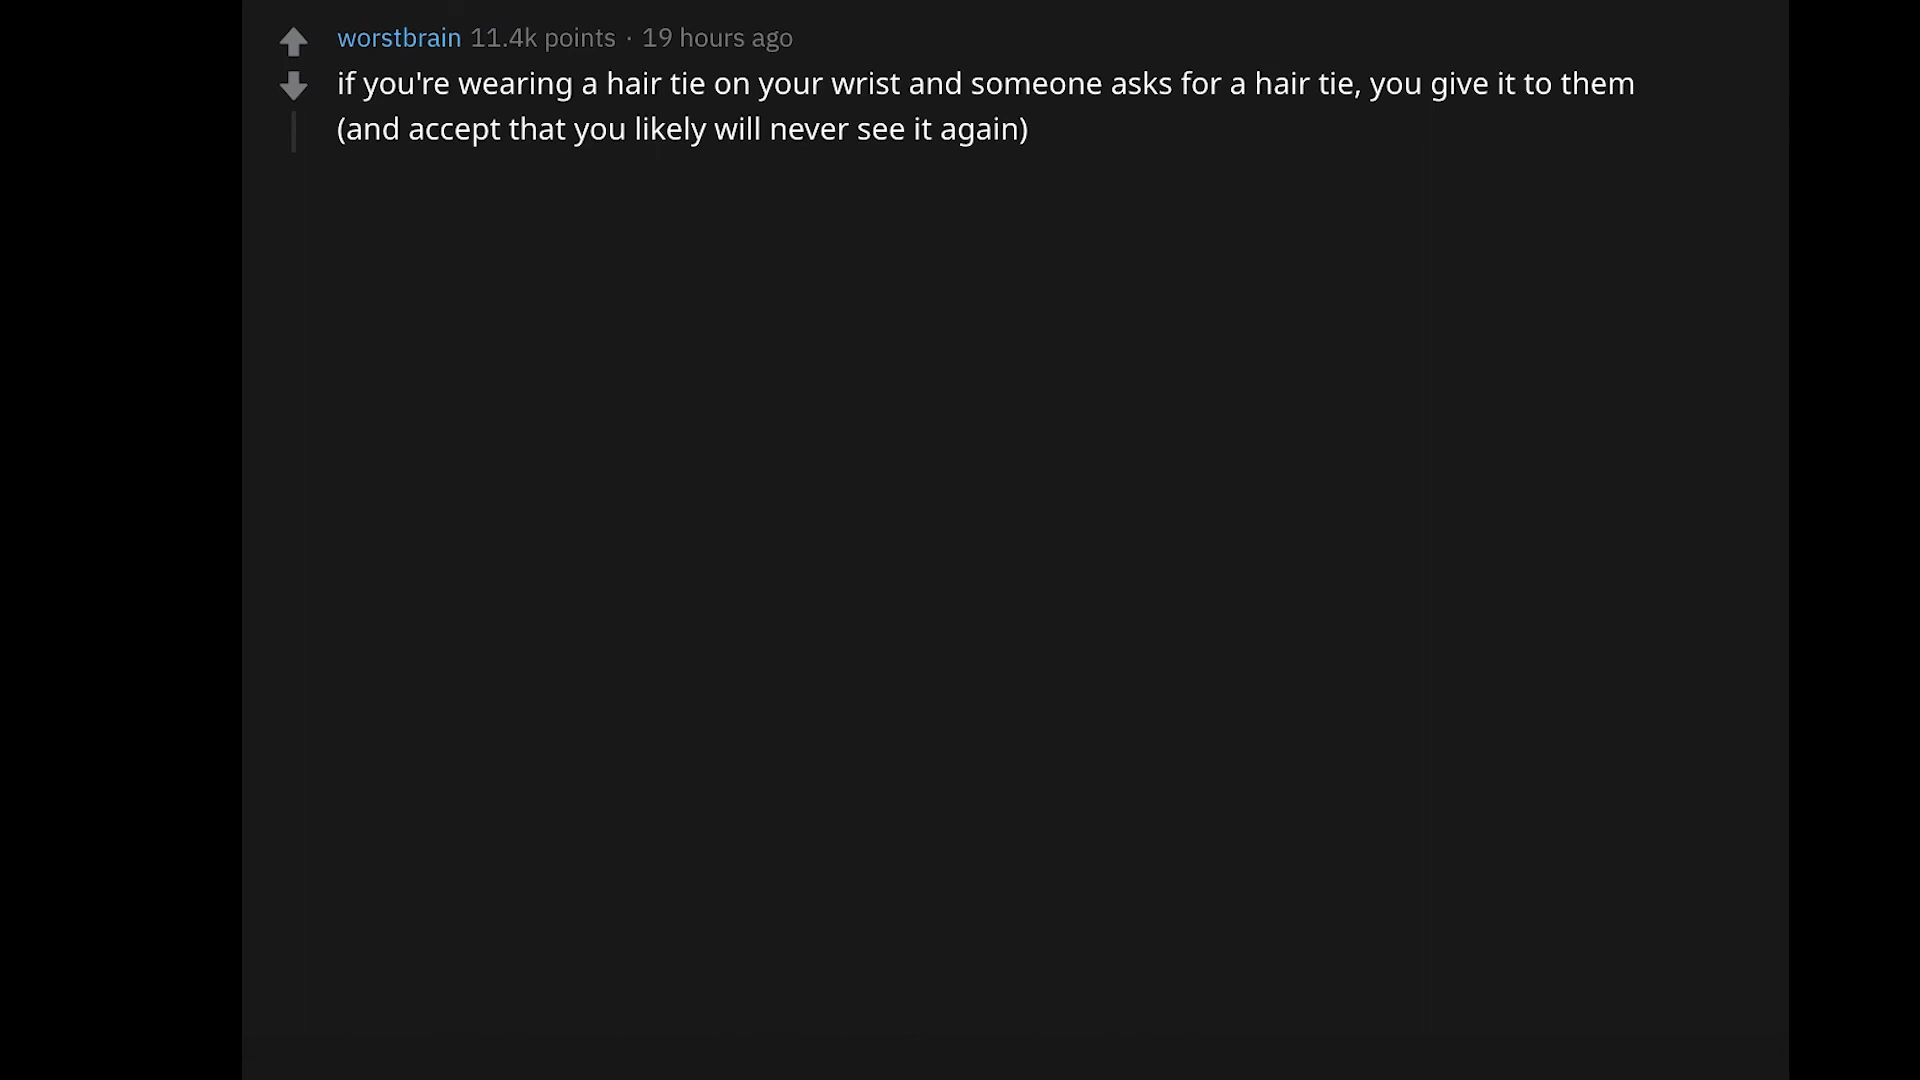 worstbrain 11.4k points · 19 hours ago
if you're wearing a hair tie on your wrist and someone asks for a hair tie, you give it to them
(and accept that you likely will never see it again)